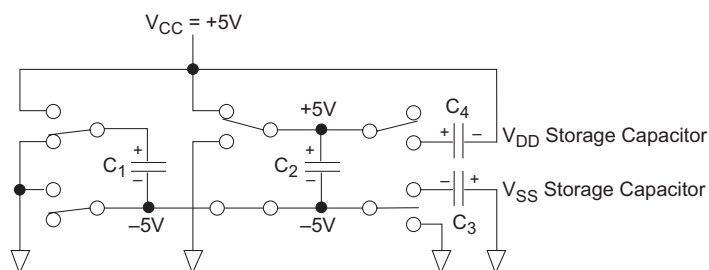 V_CC = +5V
+5V
C_4
+ –
V_DD Storage Capacitor
+
C_1
–
+
C_2
–
– +
V_SS Storage Capacitor
C_3
–5V
–5V